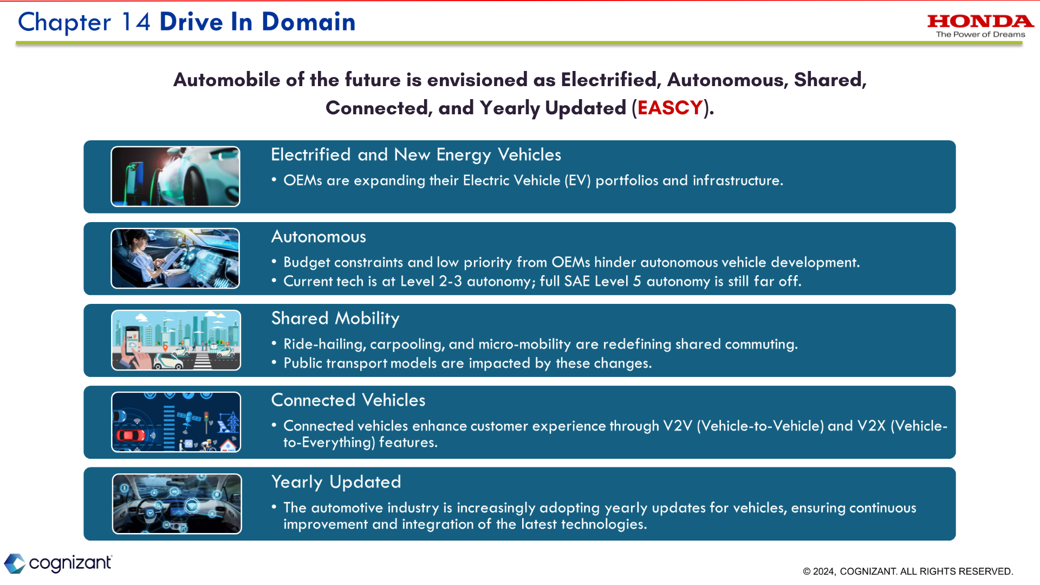 Chapter 14 Drive In Domain
HONDA
The Power of Dreams
Automobile of the future is envisioned as Electrified, Autonomous, Shared,
Connected, and Yearly Updated (EASCY).
Electrified and New Energy Vehicles
• OEMs are expanding their Electric Vehicle (EV) portfolios and infrastructure.
Autonomous
• Budget constraints and low priority from OEMs hinder autonomous vehicle development.
• Current tech is at Level 2-3 autonomy; full SAE Level 5 autonomy is still far off.
Shared Mobility
• Ride-hailing, carpooling, and micro-mobility are redefining shared commuting.
• Public transport models are impacted by these changes.
Connected Vehicles
• Connected vehicles enhance customer experience through V2V (Vehicle-to-Vehicle) and V2X (Vehicle-
to-Everything) features.
Yearly Updated
• The automotive industry is increasingly adopting yearly updates for vehicles, ensuring continuous
improvement and integration of the latest technologies.
cognizant
© 2024, COGNIZANT. ALL RIGHTS RESERVED.